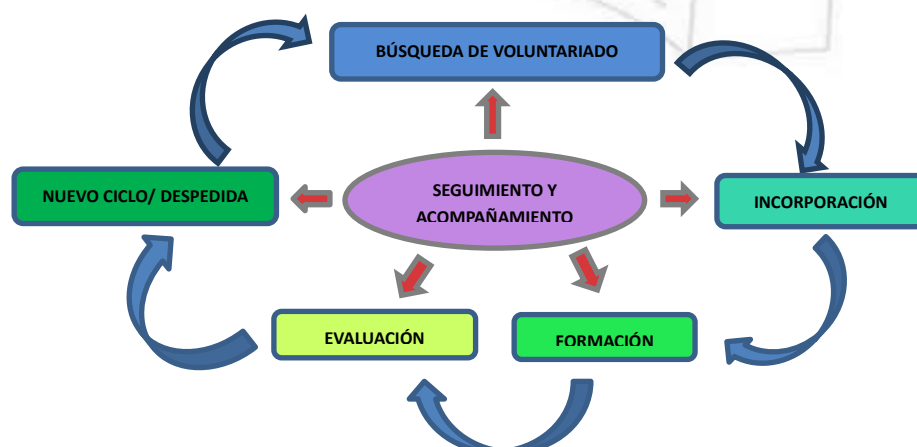 BÚSQUEDA DE VOLUNTARIADO
NUEVO CICLO/ DESPEDIDA
SEGUIMIENTO Y
ACOMPAÑAMIENTO
INCORPORACIÓN
EVALUACIÓN
FORMACIÓN